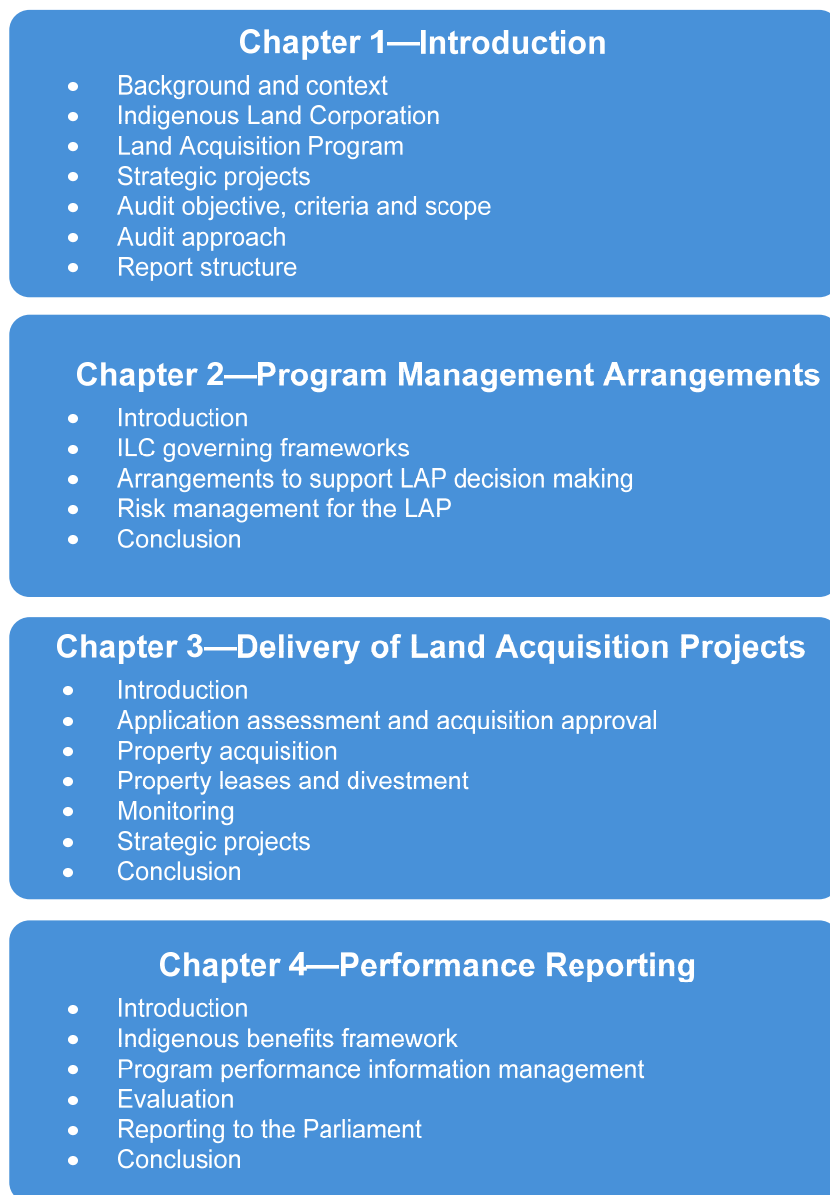 Chapter 1—Introduction
• Background and context
• Indigenous Land Corporation
• Land Acquisition Program
• Strategic projects
• Audit objective, criteria and scope
• Audit approach
• Report structure
Chapter 2—Program Management Arrangements
• Introduction
• ILC governing frameworks
• Arrangements to support LAP decision making
• Risk management for the LAP
• Conclusion
Chapter 3—Delivery of Land Acquisition Projects
• Introduction
• Application assessment and acquisition approval
• Property acquisition
• Property leases and divestment
• Monitoring
• Strategic projects
• Conclusion
Chapter 4—Performance Reporting
• Introduction
• Indigenous benefits framework
• Program performance information management
• Evaluation
• Reporting to the Parliament
• Conclusion